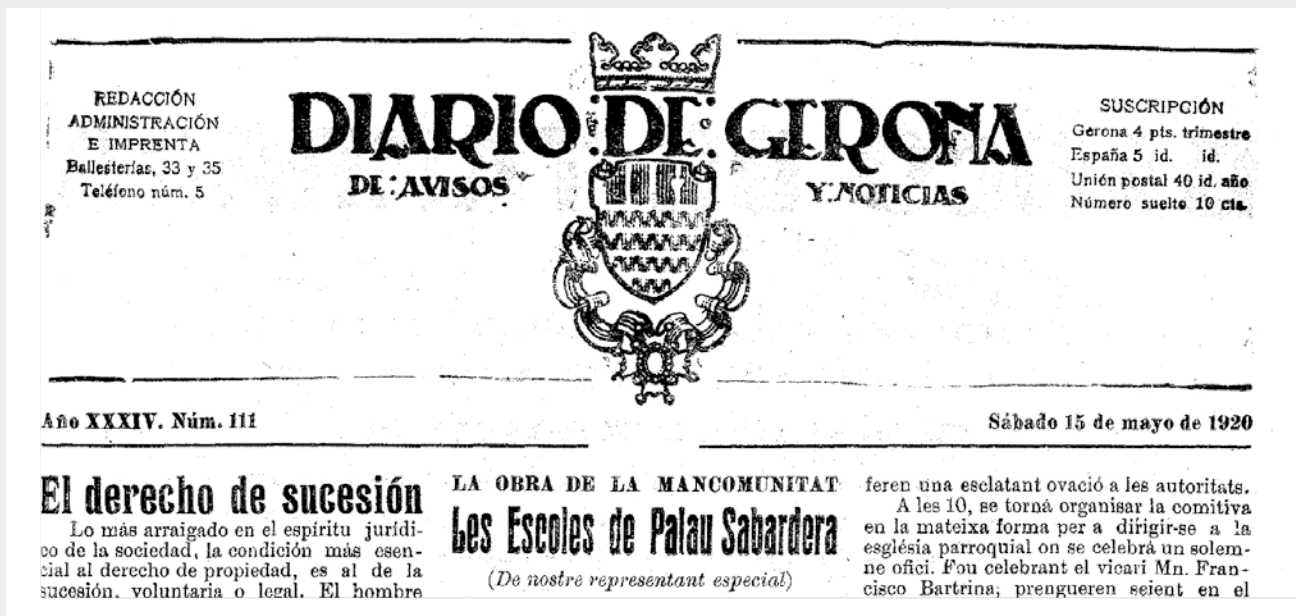 REDACCIÓN
ADMINISTRACIÓN
E IMPRENTA
Ballesterías, 33 y 35
Teléfono núm. 5
DIARIO DE GERONA
DE AVISOS Y NOTICIAS
SUSCRIPCIÓN
Gerona 4 pts. trimestre
España 5 id. id.
Unión postal 40 id. año
Número suelto 10 cts.
Año XXXIV. Núm. 111
Sábado 15 de mayo de 1920
El derecho de sucesión
Lo más arraigado en el espíritu jurídi-
co de la sociedad, la condición más esen-
cial al derecho de propiedad, es al de la
sucesión, voluntaria o legal. El hombre
LA OBRA DE LA MANCOMUNITAT
Les Escoles de Palau Sabardera
(De nostre representant especial)
feren una esclatant ovació a les autoritats.
A les 10, se torná organisar la comitiva
en la mateixa forma per a dirigir-se a la
església parroquial on se celebrá un solem-
ne ofici. Fou celebrant el vicari Mn. Fran-
cisco Bartrina; prengueren seient en el